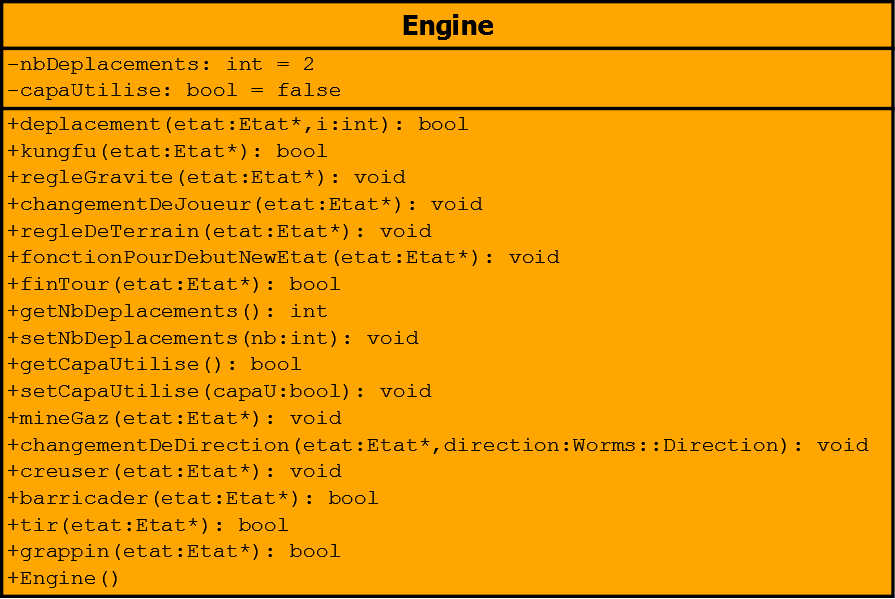 Engine
-nbDeplacements: int = 2
-capaUtilise: bool = false
+deplacement(etat:Etat*,i:int): bool
+kungfu(etat:Etat*): bool
+regleGravite(etat:Etat*): void
+changementDeJoueur(etat:Etat*): void
+regleDeTerrain(etat:Etat*): void
+fonctionPourDebutNewEtat(etat:Etat*): void
+finTour(etat:Etat*): bool
+getNbDeplacements(): int
+setNbDeplacements(nb:int): void
+getCapaUtilise(): bool
+setCapaUtilise(capaU:bool): void
+mineGaz(etat:Etat*): void
+changementDeDirection(etat:Etat*,direction:Worms::Direction): void
+creuser(etat:Etat*): void
+barricader(etat:Etat*): bool
+tir(etat:Etat*): bool
+grappin(etat:Etat*): bool
+Engine()